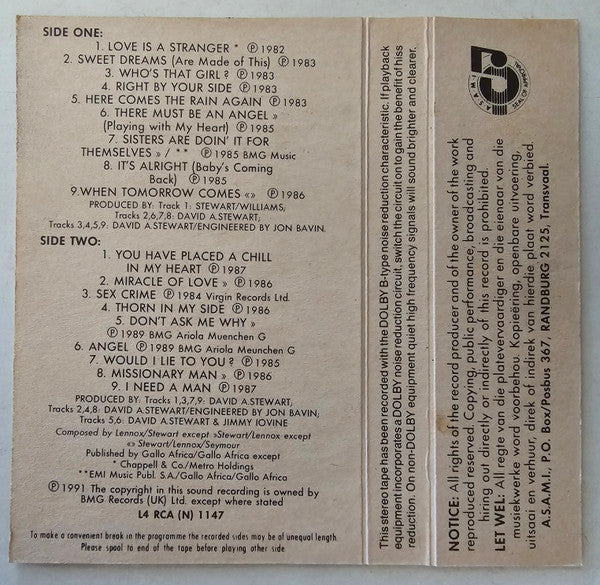 SIDE ONE:
1. LOVE IS A STRANGER * ℗ 1982
2. SWEET DREAMS (Are Made of This) ℗ 1983
3. WHO'S THAT GIRL? ℗ 1983
4. RIGHT BY YOUR SIDE ℗ 1983
5. HERE COMES THE RAIN AGAIN ℗ 1983
6. THERE MUST BE AN ANGEL »
(Playing with My Heart) ℗ 1985
7. SISTERS ARE DOIN' IT FOR
THEMSELVES » / ** ℗ 1985 BMG Music
8. IT'S ALRIGHT (Baby's Coming
Back) ℗ 1985
9. WHEN TOMORROW COMES «» ℗ 1986
PRODUCED BY: Track 1: STEWART/WILLIAMS;
Tracks 2,6,7,8: DAVID A.STEWART;
Tracks 3,4,5,9: DAVID A.STEWART/ENGINEERED BY JON BAVIN.
SIDE TWO:
1. YOU HAVE PLACED A CHILL
IN MY HEART ℗ 1987
2. MIRACLE OF LOVE » ℗ 1986
3. SEX CRIME ℗ 1984 Virgin Records Ltd.
4. THORN IN MY SIDE ℗ 1986
5. DON'T ASK ME WHY »
℗ 1989 BMG Ariola Muenchen G
6. ANGEL ℗ 1989 BMG Ariola Meunchen G
7. WOULD I LIE TO YOU? ℗ 1985
8. MISSIONARY MAN » ℗ 1986
9. I NEED A MAN ℗ 1987
PRODUCED BY: Tracks 1,3,7,9: DAVID A.STEWART;
Tracks 2,4,8: DAVID A.STEWART/ENGINEERED BY JON BAVIN;
Tracks 5,6: DAVID A.STEWART & JIMMY IOVINE
Composed by Lennox/Stewart except »Stewart/Lennox except
«» Stewart/Lennox/Seymour
Published by Gallo Africa/Gallo Africa except
* Chappell & Co./Metro Holdings
**EMI Music Publ. S.A./Gallo Africa/Gallo Africa
℗ 1991 The copyright in this sound recording is owned by
BMG Records (UK) Ltd. except where stated
L4 RCA (N) 1147
To make a convenient break in the programme the recorded sides may be of unequal length
Please spool to end of the tape before playing other side
This stereo tape has been recorded with the DOLBY B-type noise reduction characteristic. If playback
equipment incorporates a DOLBY noise reduction circuit, switch the circuit on to gain the benefit of hiss
reduction. On non-DOLBY equipment quiet high frequency signals will sound brighter and clearer.
NOTICE: All rights of the record producer and of the owner of the work
reproduced reserved. Copying, public performance, broadcasting and
hiring out directly or indirectly of this record is prohibited.
LET WEL: All regte van die platevervaardiger en die eienaar van die
musiekwerke word voorbehou. Kopieering, openbare uitvoering,
uitsaai en verhuur, direk of indirek van hierdie plaat word verbied.
A.S.A.M.I., P.O. Box/Posbus 367, RANDBURG 2125, Transvaal.
SEAL OF APPROVAL